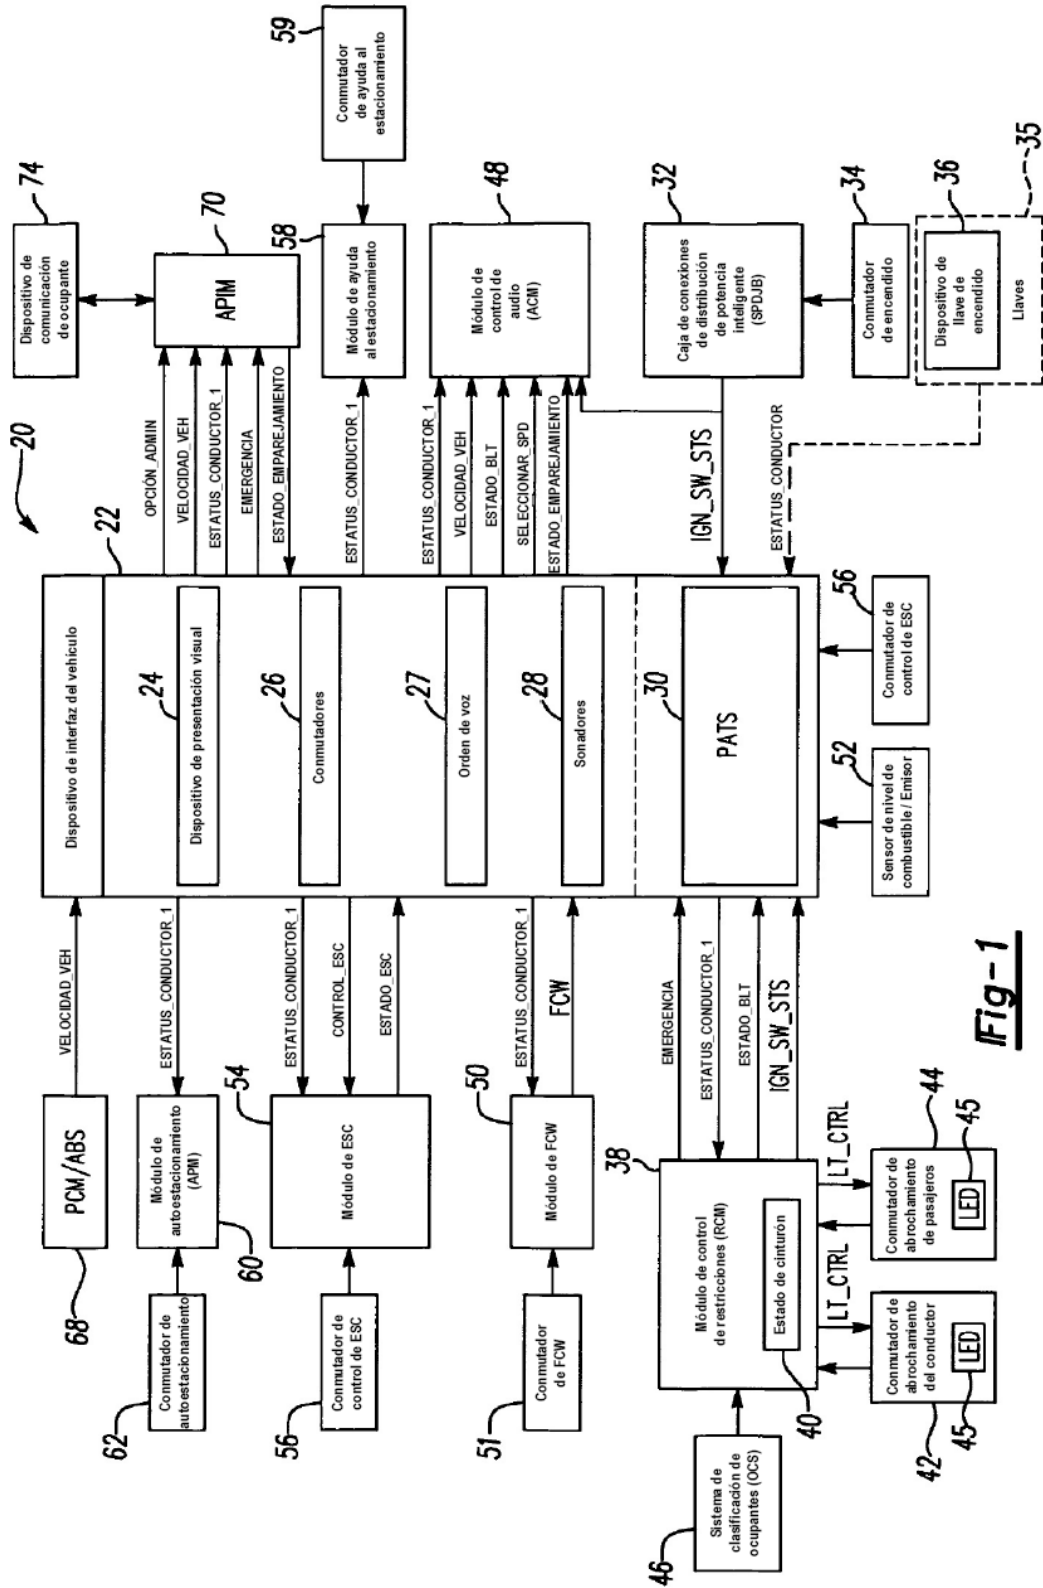 20
74
Dispositivo de
comunicación
de ocupante
70
APIM
OPCIÓN_ADMIN
VELOCIDAD_VEH
ESTATUS_CONDUCTOR_1
EMERGENCIA
ESTADO_EMPAREJAMIENTO
59
Conmutador
de ayuda al
estacionamiento
58
Módulo de ayuda
al estacionamiento
ESTATUS_CONDUCTOR_1
48
Módulo de
control de
audio
(ACM)
ESTATUS_CONDUCTOR_1
VELOCIDAD_VEH
ESTADO_BLT
SELECCIONAR_SPD
ESTADO_EMPAREJAMIENTO
32
Caja de conexiones
de distribución
de potencia
inteligente
(SPDJB)
IGN_SW_STS
34
Conmutador
de encendido
35
36
Dispositivo de
llave de
encendido
Llaves
ESTATUS_CONDUCTOR
22
Dispositivo de interfaz del vehículo
24
Dispositivo de presentación visual
26
Conmutadores
27
Orden de voz
28
Sonadores
30
PATS
52
Sensor de nivel de
combustible / Emisor
56
Conmutador de
control de ESC
VELOCIDAD_VEH
68
PCM/ABS
ESTATUS_CONDUCTOR_1
Módulo de
autoestacionamiento
(APM)
60
62
Conmutador de
autoestacionamiento
ESTATUS_CONDUCTOR_1
CONTROL_ESC
ESTADO_ESC
54
Módulo de ESC
56
Conmutador de
control de ESC
ESTATUS_CONDUCTOR_1
FCW
50
Módulo de FCW
51
Conmutador
de FCW
EMERGENCIA
ESTATUS_CONDUCTOR_1
ESTADO_BLT
IGN_SW_STS
38
Módulo de control
de restricciones (RCM)
Estado de cinturón
40
46
Sistema de
clasificación de
ocupantes (OCS)
LT_CTRL
LT_CTRL
42
Conmutador de
abrochamiento
del conductor
LED
45
44
Conmutador de
abrochamiento
de pasajeros
LED
45
Fig-1